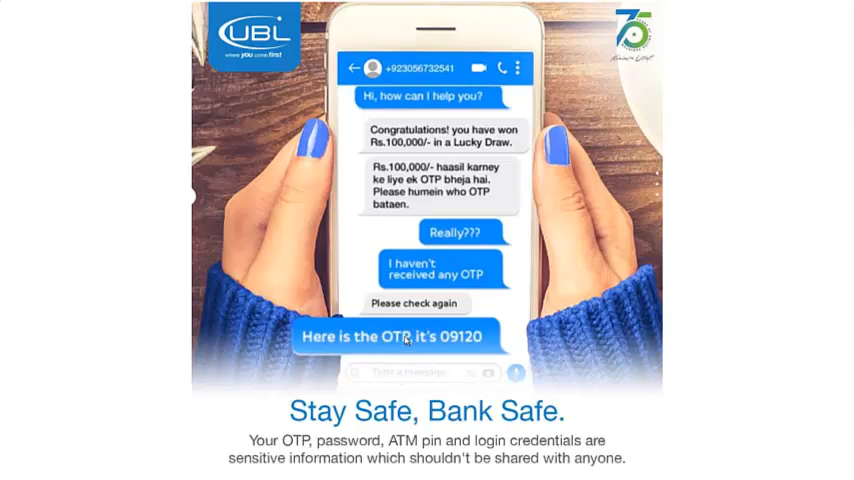 UBL
where you come first
75
+923056732541
Hi, how can I help you?
Congratulations! you have won
Rs.100,000/- in a Lucky Draw.
Rs.100,000/- haasil karney
ke liye ek OTP bheja hai.
Please humein who OTP
bataen.
Really???
I haven't
received any OTP
Please check again
Here is the OTP it's 09120
Type a message...
Stay Safe, Bank Safe.
Your OTP, password, ATM pin and login credentials are
sensitive information which shouldn't be shared with anyone.